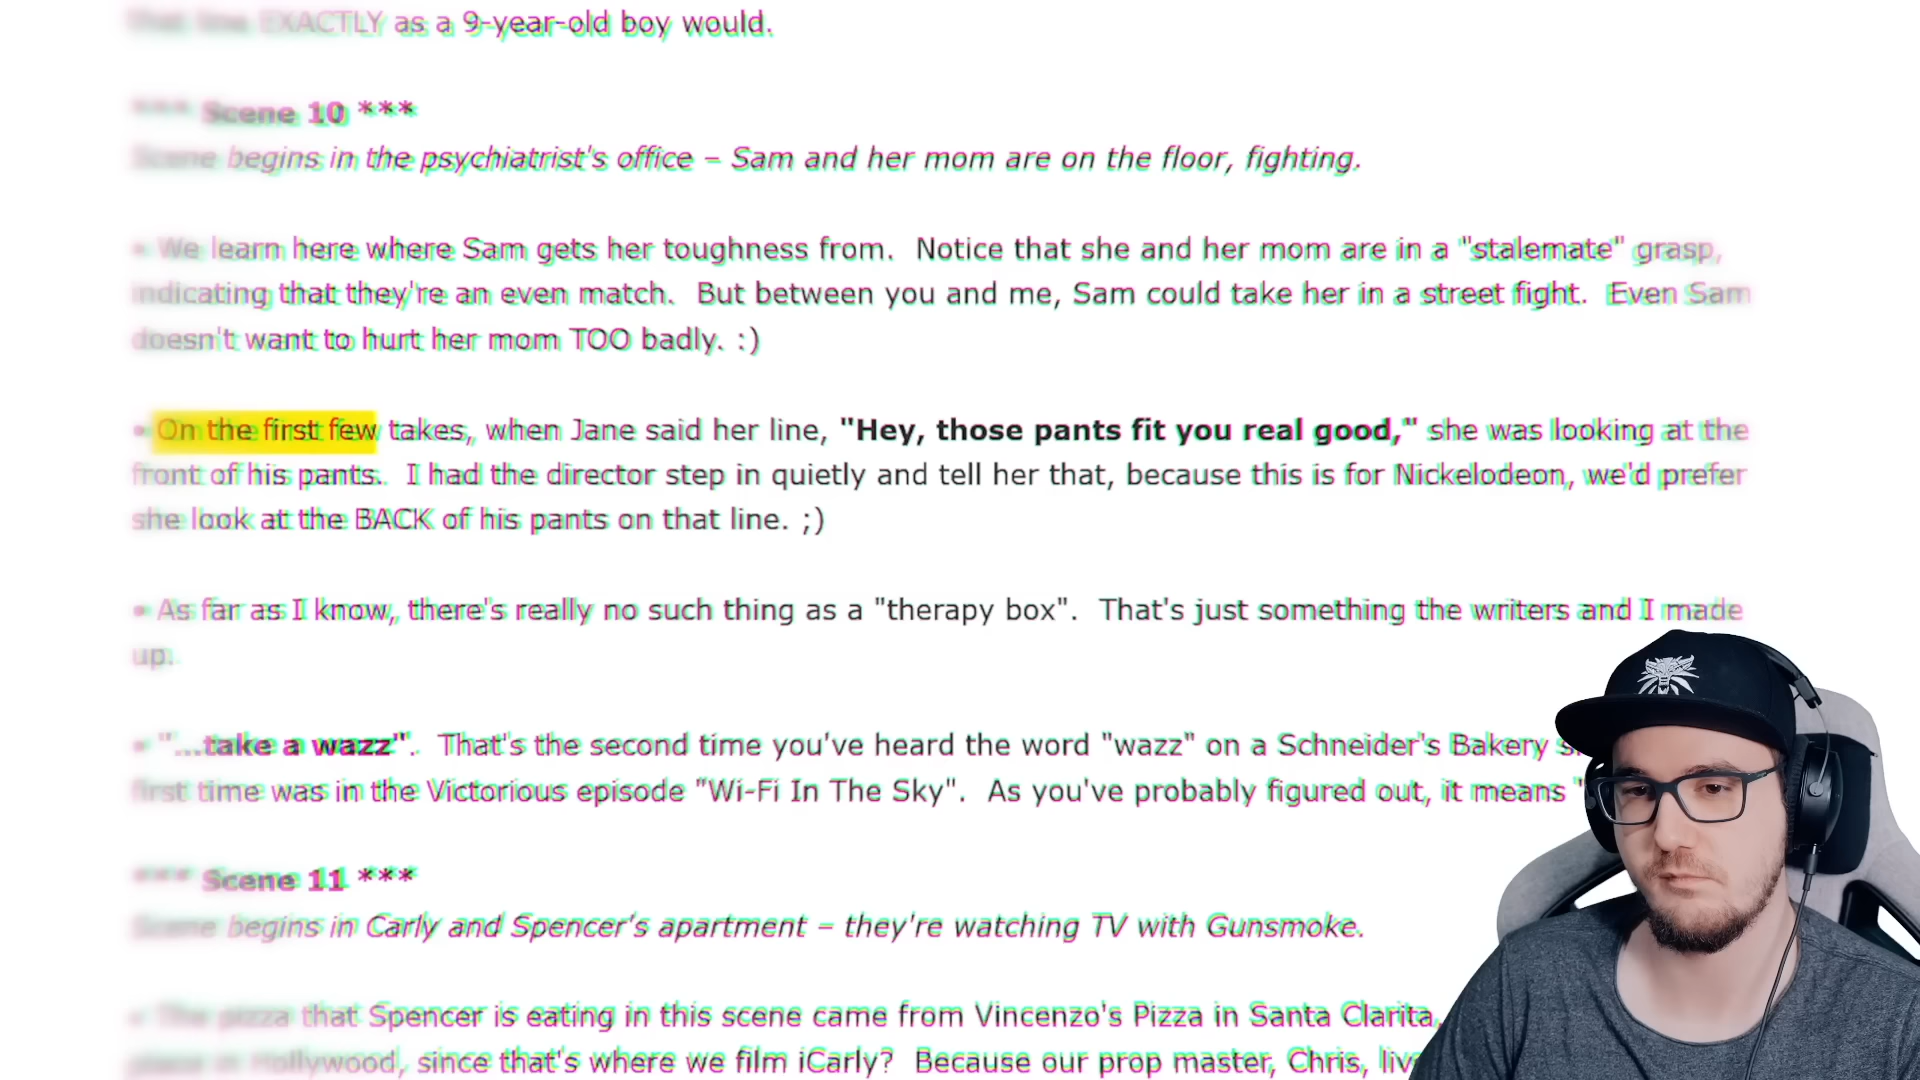 that line EXACTLY as a 9-year-old boy would.
*** Scene 10 ***
Scene begins in the psychiatrist's office – Sam and her mom are on the floor, fighting.
• We learn here where Sam gets her toughness from.  Notice that she and her mom are in a "stalemate" grasp,
indicating that they're an even match.  But between you and me, Sam could take her in a street fight.  Even Sam
doesn't want to hurt her mom TOO badly. :)
• On the first few takes, when Jane said her line, "Hey, those pants fit you real good," she was looking at the
front of his pants.  I had the director step in quietly and tell her that, because this is for Nickelodeon, we'd prefer
she look at the BACK of his pants on that line. ;)
• As far as I know, there's really no such thing as a "therapy box".  That's just something the writers and I made
up.
• "...take a wazz".  That's the second time you've heard the word "wazz" on a Schneider's Bakery
first time was in the Victorious episode "Wi-Fi In The Sky".  As you've probably figured out, it means "
*** Scene 11 ***
Scene begins in Carly and Spencer's apartment – they're watching TV with Gunsmoke.
• The pizza that Spencer is eating in this scene came from Vincenzo's Pizza in Santa Clarita,
place in Hollywood, since that's where we film iCarly?  Because our prop master, Chris,